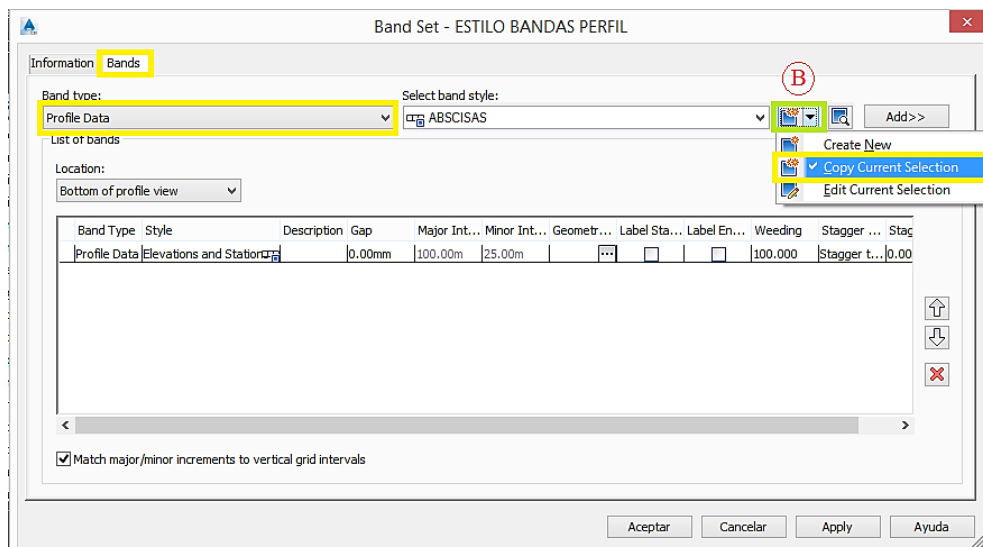 Band Set - ESTILO BANDAS PERFIL
Information Bands
Band type:
Select band style:
B
Profile Data
ABSCISAS
Add>>
List of bands
Create New
Copy Current Selection
Edit Current Selection
Location:
Bottom of profile view
Band Type Style Description Gap Major Int... Minor Int... Geometr... Label Sta... Label En... Weeding Stagger ... Stag
Profile Data Elevations and Station 0.00mm 100.00m 25.00m ... 100.000 Stagger t... 0.00
Match major/minor increments to vertical grid intervals
Aceptar Cancelar Apply Ayuda